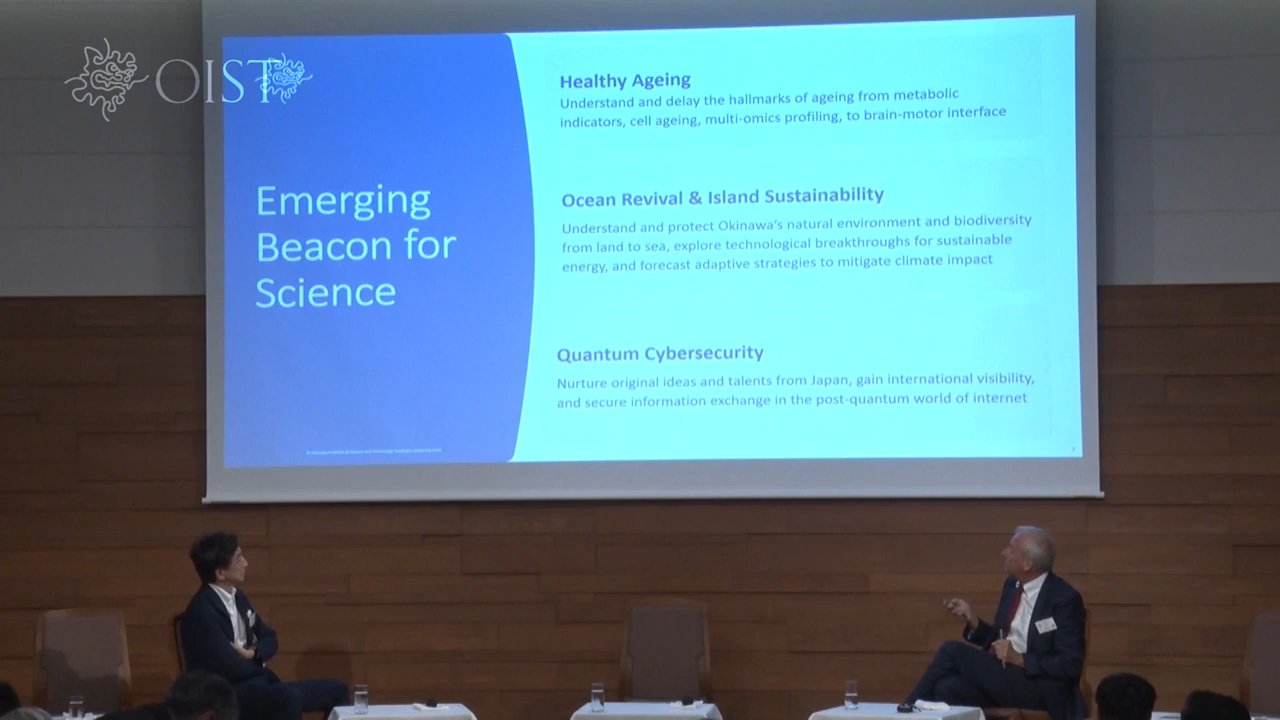 OIST
Emerging
Beacon for
Science
Healthy Ageing
Understand and delay the hallmarks of ageing from metabolic
indicators, cell ageing, multi-omics profiling, to brain-motor interface
Ocean Revival & Island Sustainability
Understand and protect Okinawa's natural environment and biodiversity
from land to sea, explore technological breakthroughs for sustainable
energy, and forecast adaptive strategies to mitigate climate impact
Quantum Cybersecurity
Nurture original ideas and talents from Japan, gain international visibility,
and secure information exchange in the post-quantum world of internet
7